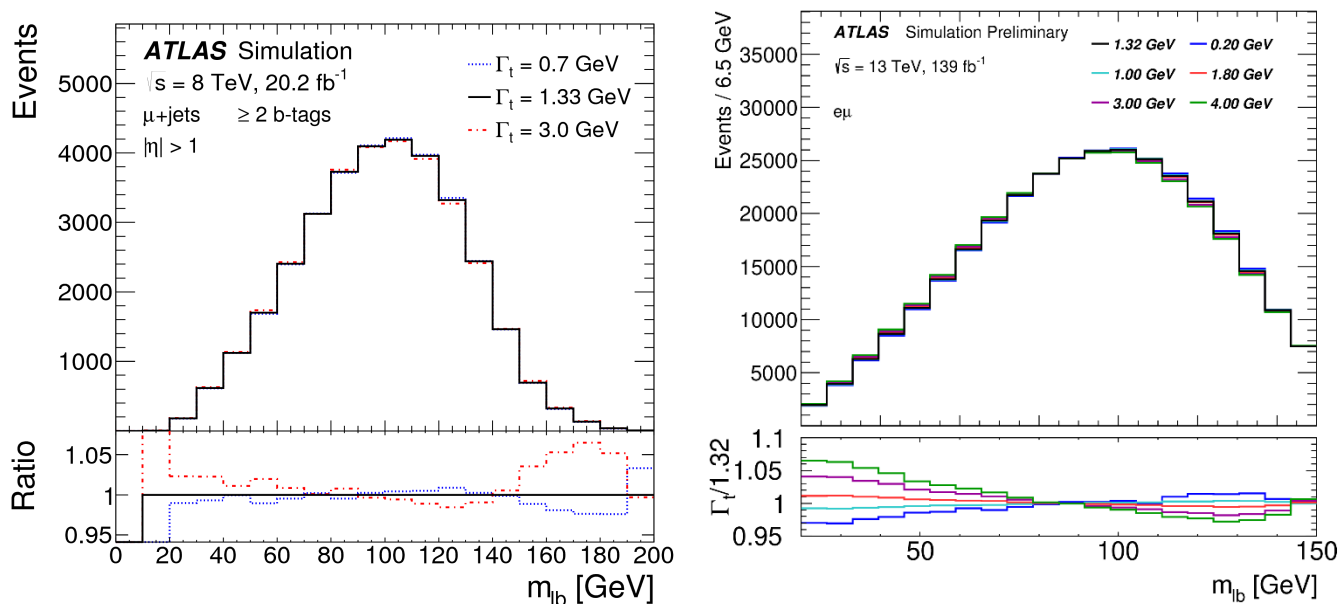 Events
ATLAS Simulation
√s = 8 TeV, 20.2 fb-1
μ+jets ≥ 2 b-tags
|η| > 1
Γt = 0.7 GeV
Γt = 1.33 GeV
Γt = 3.0 GeV
5000
4000
3000
2000
1000
Ratio
1.05
1
0.95
0 20 40 60 80 100 120 140 160 180 200
mlb [GeV]
Events / 6.5 GeV
ATLAS Simulation Preliminary
√s = 13 TeV, 139 fb-1
eμ
1.32 GeV 0.20 GeV
1.00 GeV 1.80 GeV
3.00 GeV 4.00 GeV
35000
30000
25000
20000
15000
10000
5000
Γt/1.32
1.1
1.05
1
0.95
50 100 150
mlb [GeV]